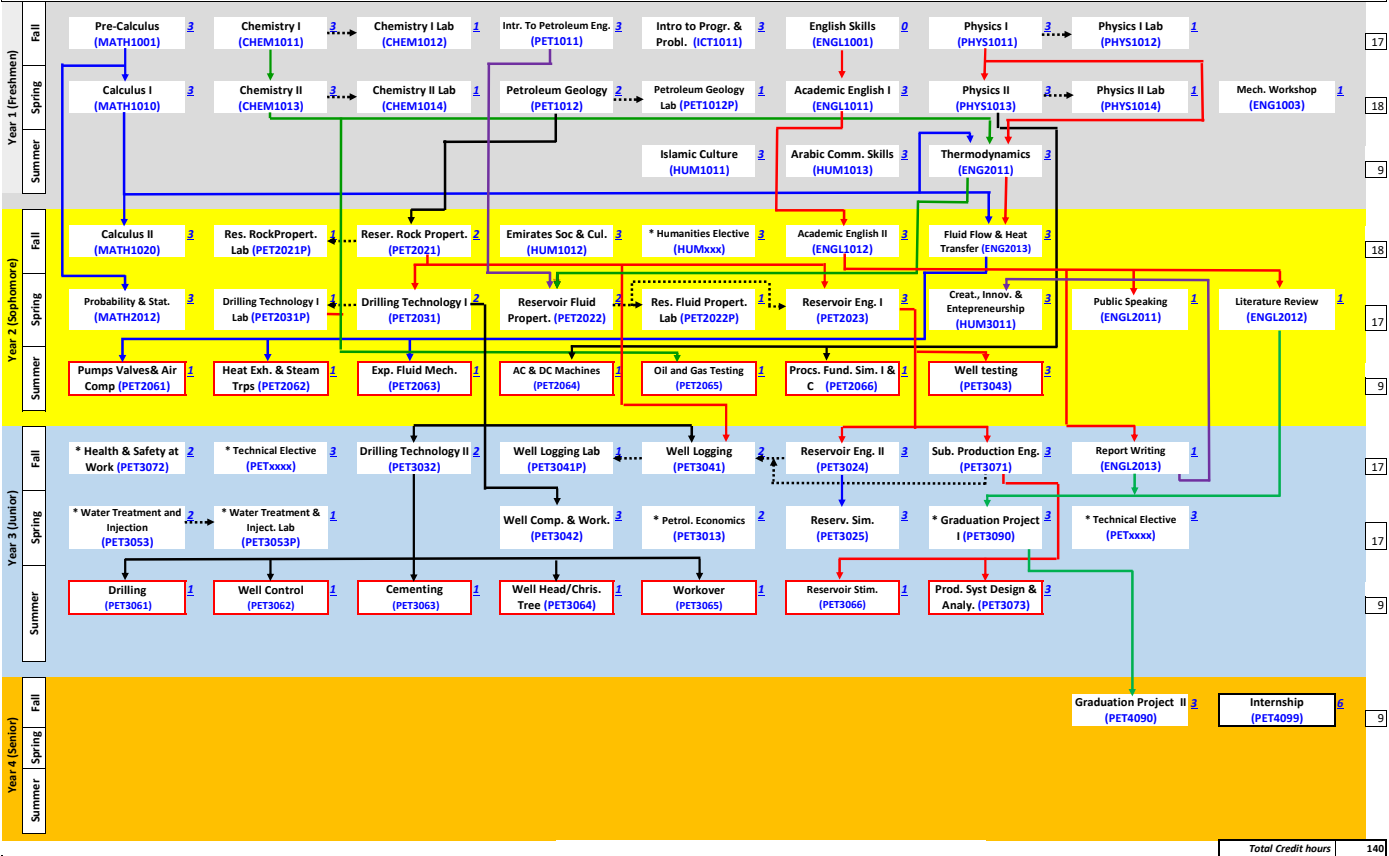 Year 1 (Freshmen)
Fall
Pre-Calculus
(MATH1001)
3
Chemistry I
(CHEM1011)
3
Chemistry I Lab
(CHEM1012)
1
Intr. To Petroleum Eng.
(PET1011)
3
Intro to Progr. &
Probl. (ICT1011)
3
English Skills
(ENGL1001)
0
Physics I
(PHYS1011)
3
Physics I Lab
(PHYS1012)
1
17
Spring
Calculus I
(MATH1010)
3
Chemistry II
(CHEM1013)
3
Chemistry II Lab
(CHEM1014)
1
Petroleum Geology
(PET1012)
2
Petroleum Geology
Lab (PET1012P)
1
Academic English I
(ENGL1011)
3
Physics II
(PHYS1013)
3
Physics II Lab
(PHYS1014)
1
Mech. Workshop
(ENG1003)
1
18
Summer
Islamic Culture
(HUM1011)
3
Arabic Comm. Skills
(HUM1013)
3
Thermodynamics
(ENG2011)
3
9
Year 2 (Sophomore)
Fall
Calculus II
(MATH1020)
3
Res. RockPropert.
Lab (PET2021P)
1
Reser. Rock Propert.
(PET2021)
2
Emirates Soc & Cul.
(HUM1012)
3
* Humanities Elective
(HUMxxx)
3
Academic English II
(ENGL1012)
3
Fluid Flow & Heat
Transfer (ENG2013)
3
18
Spring
Probability & Stat.
(MATH2012)
3
Drilling Technology I
Lab (PET2031P)
1
Drilling Technology I
(PET2031)
2
Reservoir Fluid
Propert. (PET2022)
2
Res. Fluid Propert.
Lab (PET2022P)
1
Reservoir Eng. I
(PET2023)
3
Creat., Innov. &
Entepreneurship
(HUM3011)
3
Public Speaking
(ENGL2011)
1
Literature Review
(ENGL2012)
1
17
Summer
Pumps Valves& Air
Comp (PET2061)
1
Heat Exh. & Steam
Trps (PET2062)
1
Exp. Fluid Mech.
(PET2063)
1
AC & DC Machines
(PET2064)
1
Oil and Gas Testing
(PET2065)
1
Procs. Fund. Sim. I &
C (PET2066)
1
Well testing
(PET3043)
3
9
Year 3 (Junior)
Fall
* Health & Safety at
Work (PET3072)
2
* Technical Elective
(PETxxxx)
3
Drilling Technology II
(PET3032)
2
Well Logging Lab
(PET3041P)
1
Well Logging
(PET3041)
2
Reservoir Eng. II
(PET3024)
3
Sub. Production Eng.
(PET3071)
3
Report Writing
(ENGL2013)
1
17
Spring
* Water Treatment and
Injection
(PET3053)
2
* Water Treatment &
Inject. Lab
(PET3053P)
1
Well Comp. & Work.
(PET3042)
3
* Petrol. Economics
(PET3013)
2
Reserv. Sim.
(PET3025)
3
* Graduation Project
I (PET3090)
3
* Technical Elective
(PETxxxx)
3
17
Summer
Drilling
(PET3061)
1
Well Control
(PET3062)
1
Cementing
(PET3063)
1
Well Head/Chris.
Tree (PET3064)
1
Workover
(PET3065)
1
Reservoir Stim.
(PET3066)
1
Prod. Syst Design &
Analy. (PET3073)
3
9
Year 4 (Senior)
Fall
Graduation Project II
(PET4090)
3
Internship
(PET4099)
6
9
Spring
Summer
Total Credit hours 140